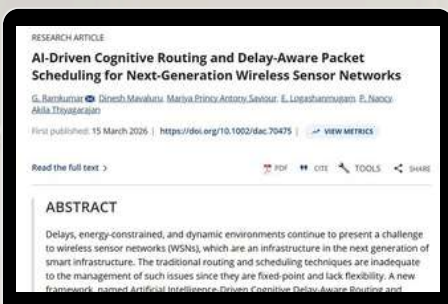 RESEARCH ARTICLE
AI-Driven Cognitive Routing and Delay-Aware Packet
Scheduling for Next-Generation Wireless Sensor Networks
G. Ramkumar, Dinesh Mavaluru, Mariya Princy Antony Saviour, E. Logashanmugam, P. Nancy,
Akila Thiyagarajan
First published: 15 March 2026 | https://doi.org/10.1002/dac.70475 | VIEW METRICS
Read the full text > PDF CITE TOOLS SHARE
ABSTRACT
Delays, energy-constrained, and dynamic environments continue to present a challenge
to wireless sensor networks (WSNs), which are an infrastructure in the next generation of
smart infrastructure. The traditional routing and scheduling techniques are inadequate
to the management of such issues since they are fixed-point and lack flexibility. A new
framework, named Artificial Intelligence-Driven Cognitive Delay-Aware Routing and